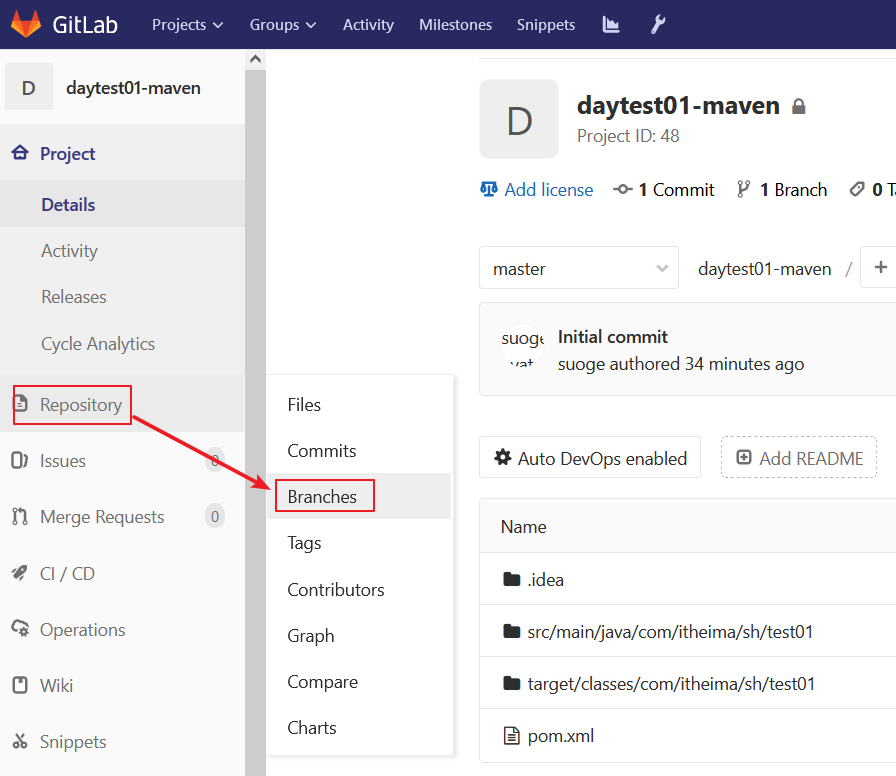 GitLab Projects Groups Activity Milestones Snippets
D daytest01-maven
Project
Details
Activity
Releases
Cycle Analytics
Repository
Issues 0
Merge Requests 0
CI / CD
Operations
Wiki
Snippets
Files
Commits
Branches
Tags
Contributors
Graph
Compare
Charts
D
daytest01-maven
Project ID: 48
Add license 1 Commit 1 Branch 0
master daytest01-maven / +
suoge
Initial commit
suoge authored 34 minutes ago
Auto DevOps enabled Add README
Name
.idea
src/main/java/com/itheima/sh/test01
target/classes/com/itheima/sh/test01
pom.xml